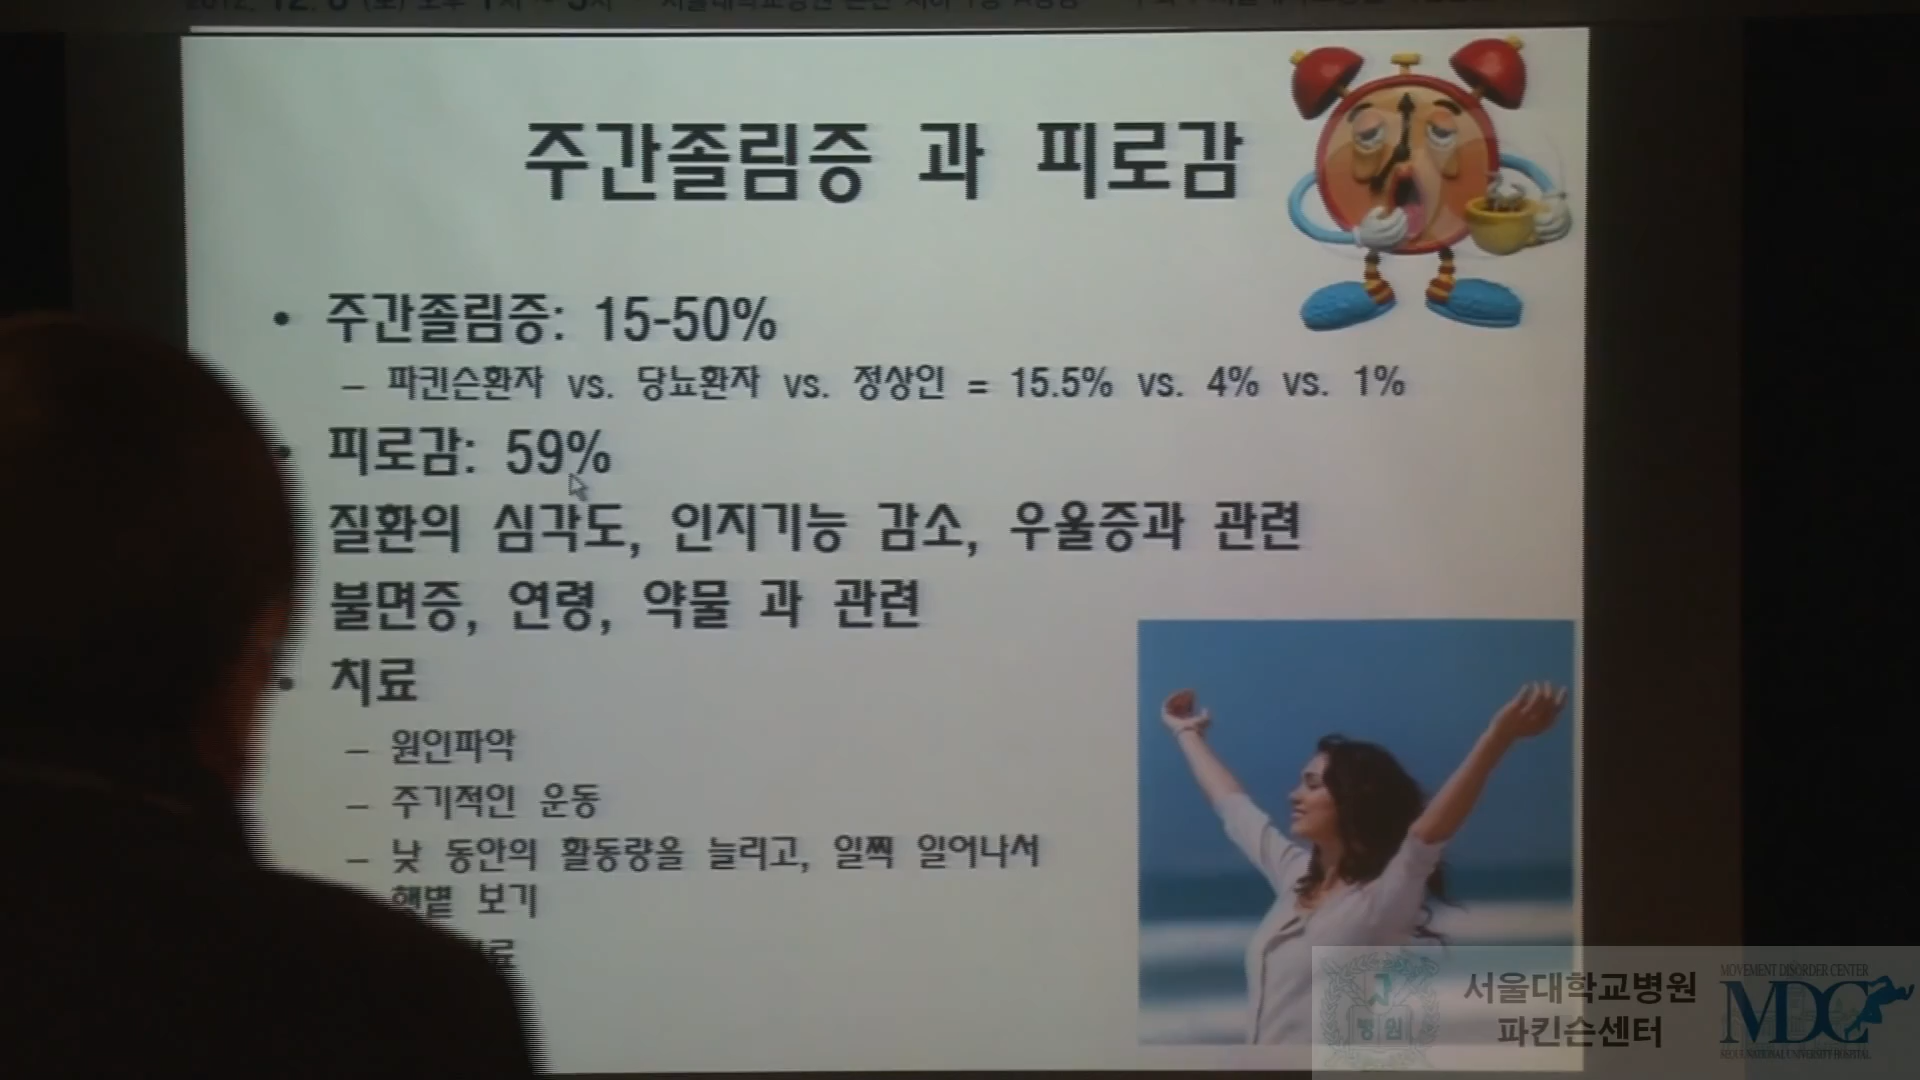 주간졸림증 과 피로감
• 주간졸림증: 15-50%
– 파킨슨환자 vs. 당뇨환자 vs. 정상인 = 15.5% vs. 4% vs. 1%
• 피로감: 59%
질환의 심각도, 인지기능 감소, 우울증과 관련
불면증, 연령, 약물 과 관련
• 치료
– 원인파악
– 주기적인 운동
– 낮 동안의 활동량을 늘리고, 일찍 일어나서
햇볕 보기
병원
서울대학교병원
파킨슨센터
MOVEMENT DISORDER CENTER
MDC
SEOUL NATIONAL UNIVERSITY HOSPITAL